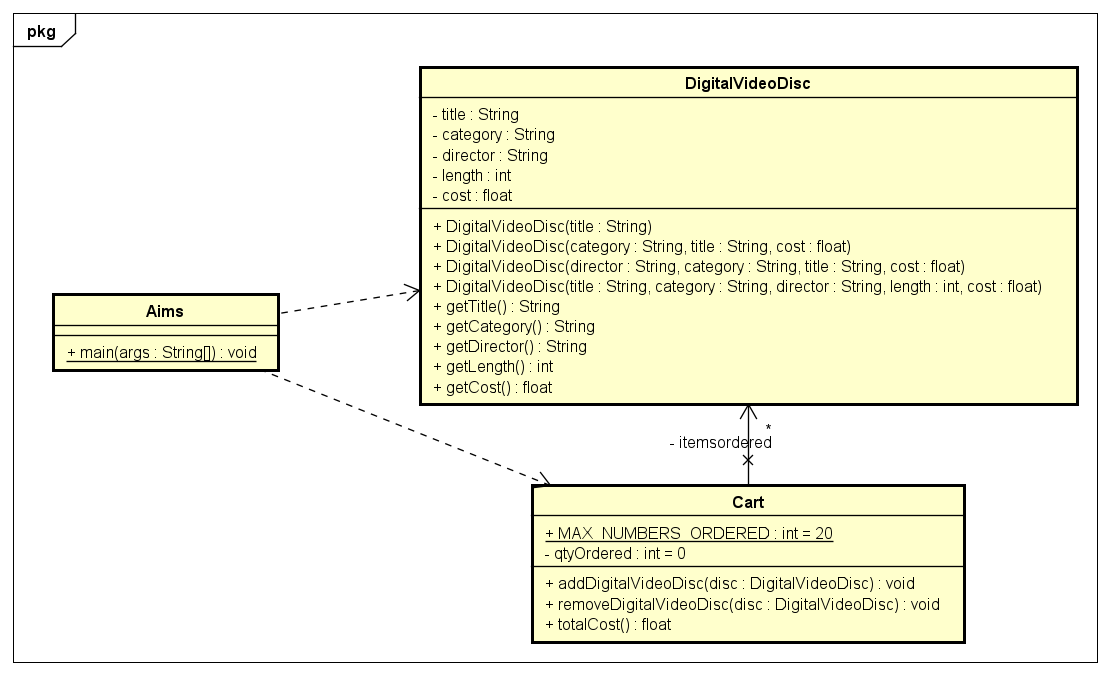 pkg
DigitalVideoDisc
- title : String
- category : String
- director : String
- length : int
- cost : float
+ DigitalVideoDisc(title : String)
+ DigitalVideoDisc(category : String, title : String, cost : float)
+ DigitalVideoDisc(director : String, category : String, title : String, cost : float)
+ DigitalVideoDisc(title : String, category : String, director : String, length : int, cost : float)
+ getTitle() : String
+ getCategory() : String
+ getDirector() : String
+ getLength() : int
+ getCost() : float
Aims
+ main(args : String[]) : void
*
- itemsordered
Cart
+ MAX_NUMBERS_ORDERED : int = 20
- qtyOrdered : int = 0
+ addDigitalVideoDisc(disc : DigitalVideoDisc) : void
+ removeDigitalVideoDisc(disc : DigitalVideoDisc) : void
+ totalCost() : float